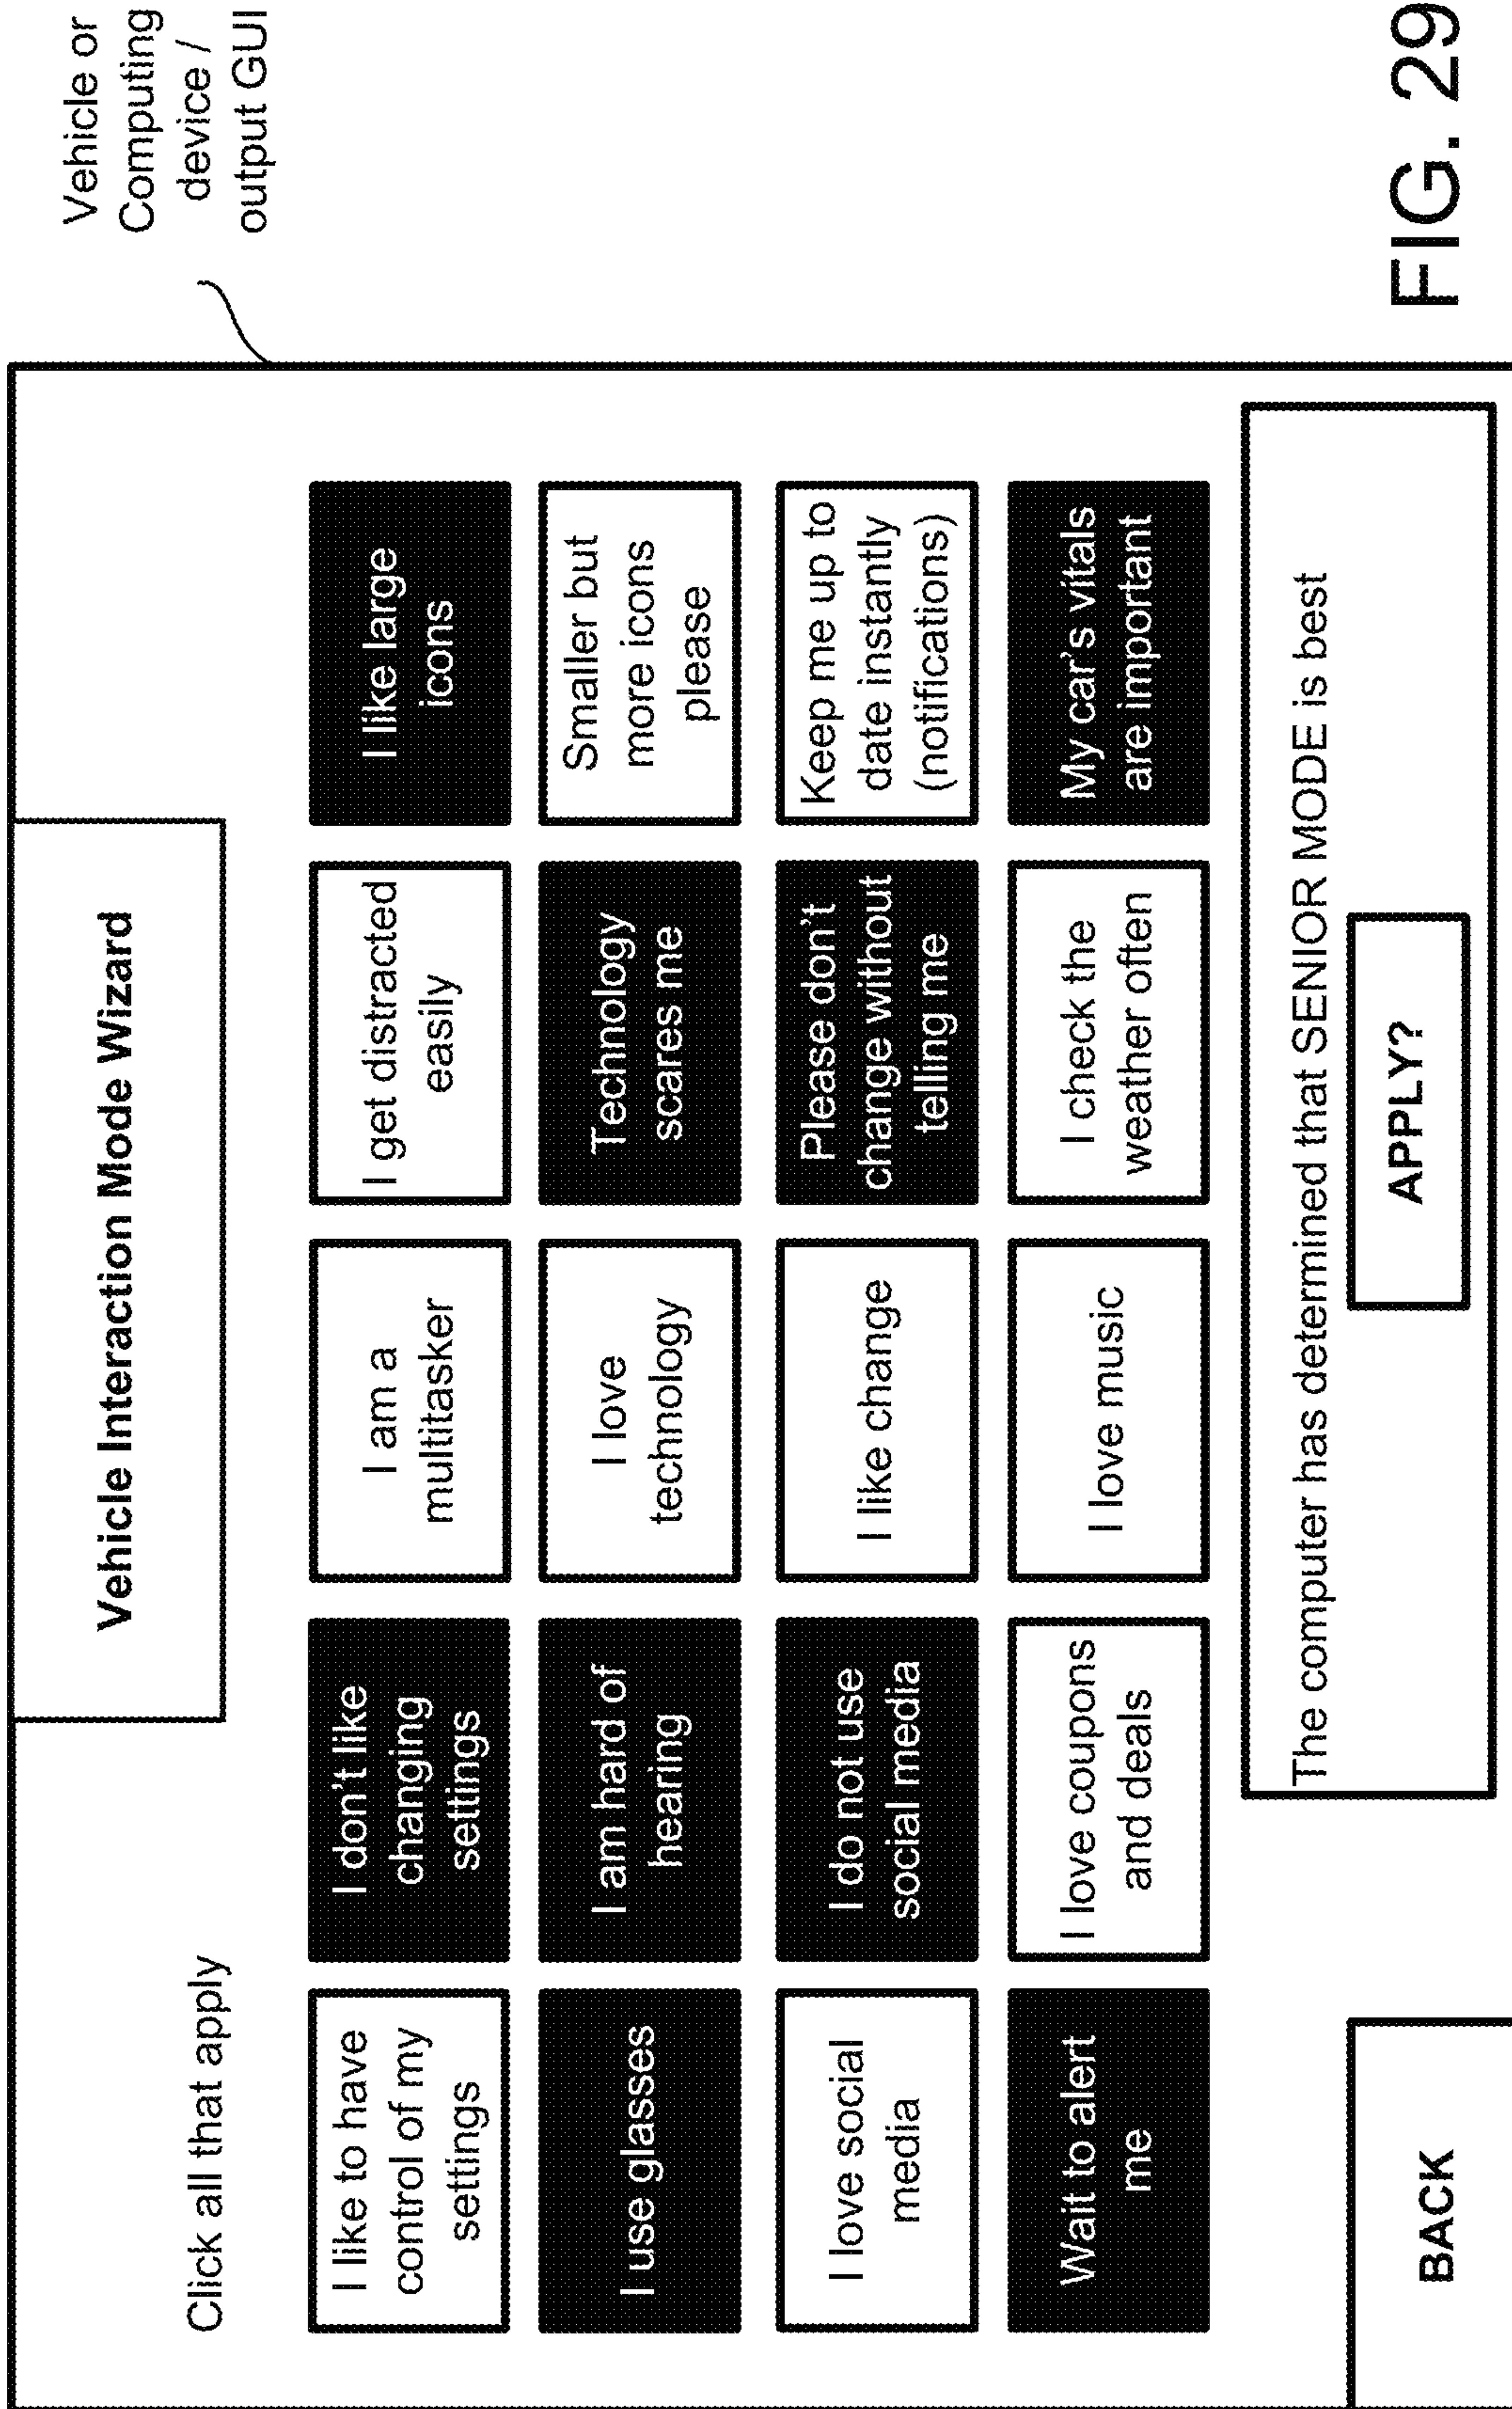 Vehicle or
Computing
device /
output GUI
Vehicle Interaction Mode Wizard
Click all that apply
I like to have
control of my
settings
I don't like
changing
settings
I am a
multitasker
I get distracted
easily
I like large
icons
I use glasses
I am hard of
hearing
I love
technology
Technology
scares me
Smaller but
more icons
please
I love social
media
I do not use
social media
I like change
Please don't
change without
telling me
Keep me up to
date instantly
(notifications)
Wait to alert
me
I love coupons
and deals
I love music
I check the
weather often
My car's vitals
are important
The computer has determined that SENIOR MODE is best
APPLY?
BACK
FIG. 29